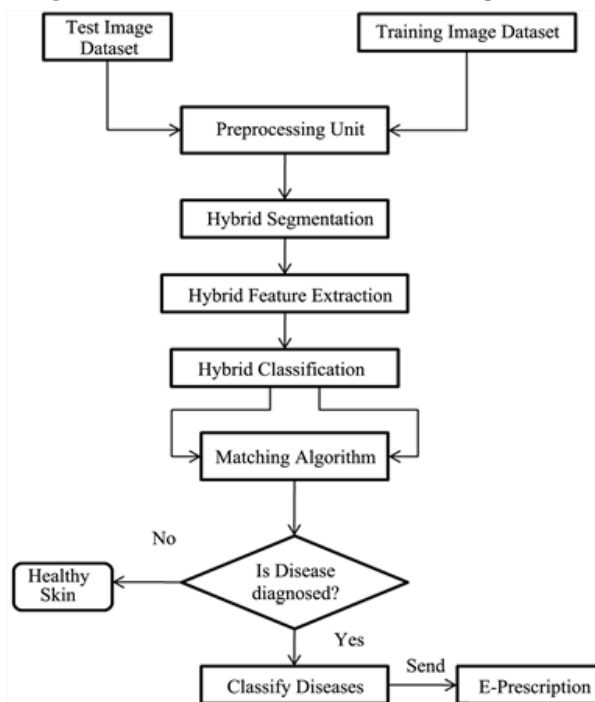 Test Image
Dataset
Training Image Dataset
Preprocessing Unit
Hybrid Segmentation
Hybrid Feature Extraction
Hybrid Classification
Matching Algorithm
No
Healthy
Skin
Is Disease
diagnosed?
Yes
Classify Diseases
Send
E-Prescription